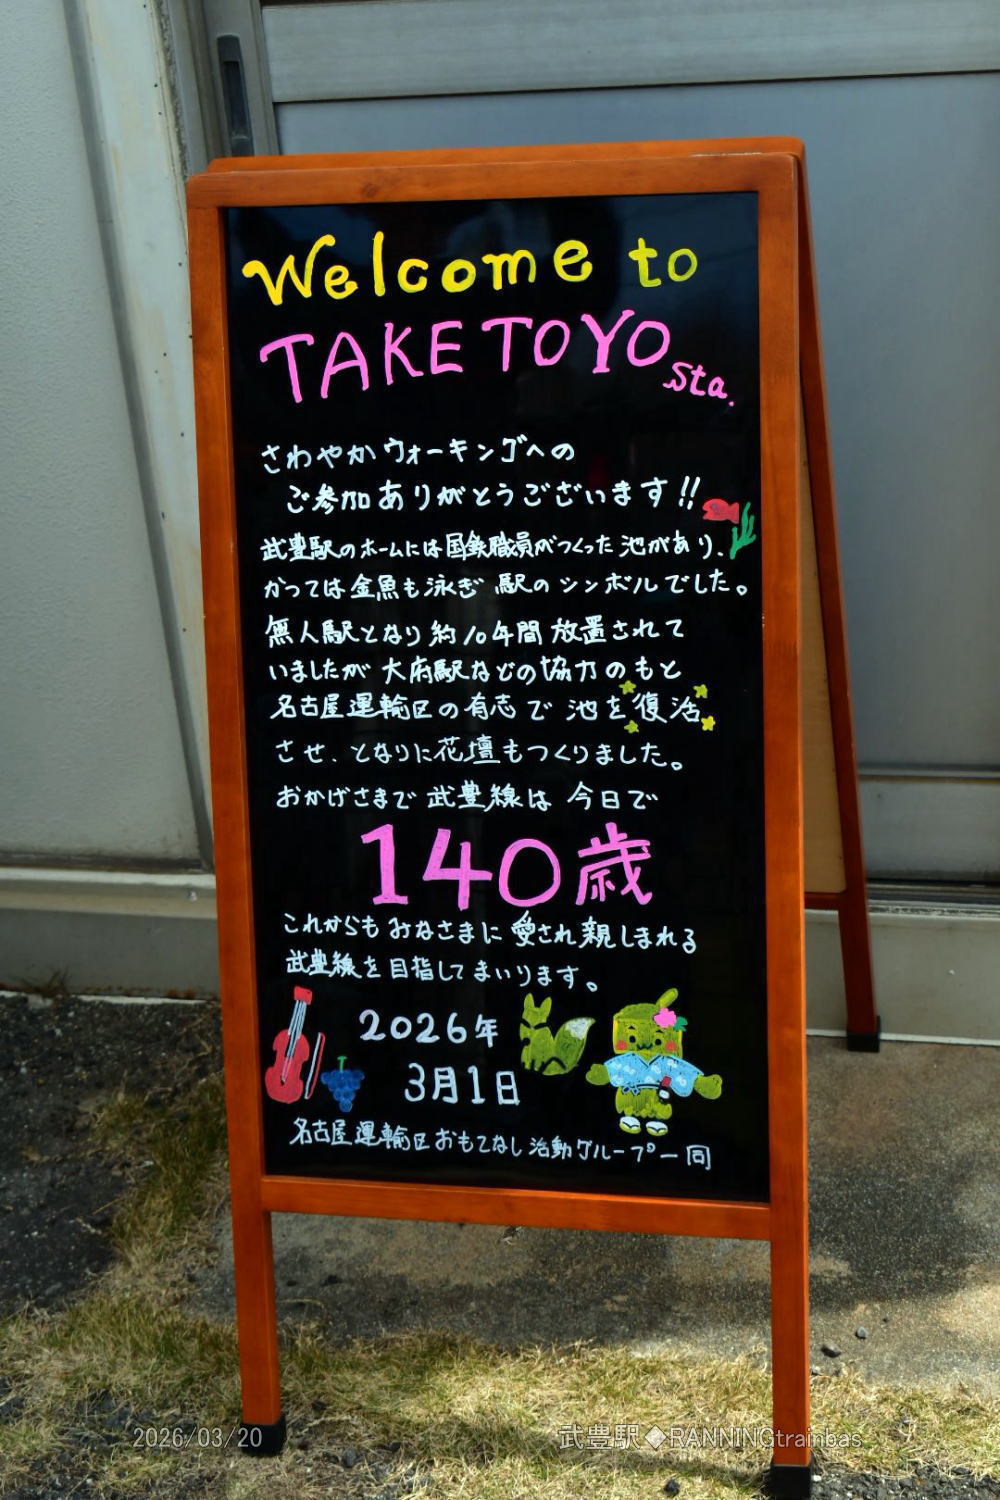 Welcome to
TAKETOYO sta.
さわやかウォーキングへの
ご参加ありがとうございます!!
武豊駅のホームには国鉄職員がつくった池があり、
かつては金魚も泳ぎ 駅のシンボルでした。
無人駅となり約10年間放置されて
いましたが 大府駅などの協力のもと
名古屋運輸区の有志で 池を復活
させ、となりに花壇もつくりました。
おかげさまで 武豊線は 今日で
140歳
これからも みなさまに 愛され親しまれる
武豊線を目指してまいります。
2026年
3月1日
名古屋運輸区おもてなし活動グループ一同
2026/03/20
武豊駅◆RANNINGtrainbas